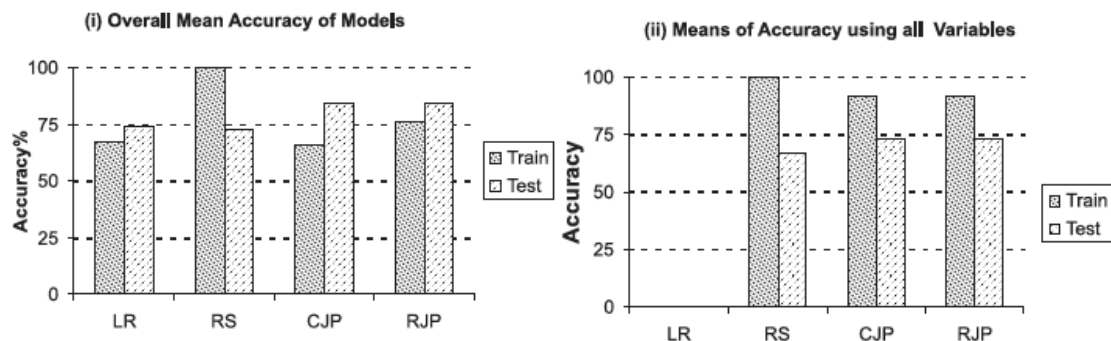 (i) Overall Mean Accuracy of Models
Accuracy%
100
75
50
25
0
LR RS CJP RJP
Train
Test
(ii) Means of Accuracy using all Variables
Accuracy
100
75
50
25
0
LR RS CJP RJP
Train
Test